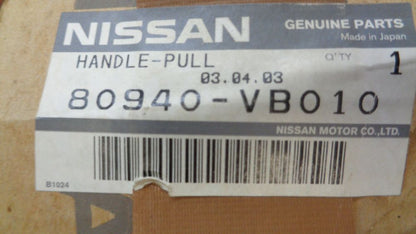 NISSAN GENUINE PARTS
Made in Japan
HANDLE-PULL Q'TY 1
03.04.03
80940-VB010
NISSAN MOTOR CO.,LTD.
B1024